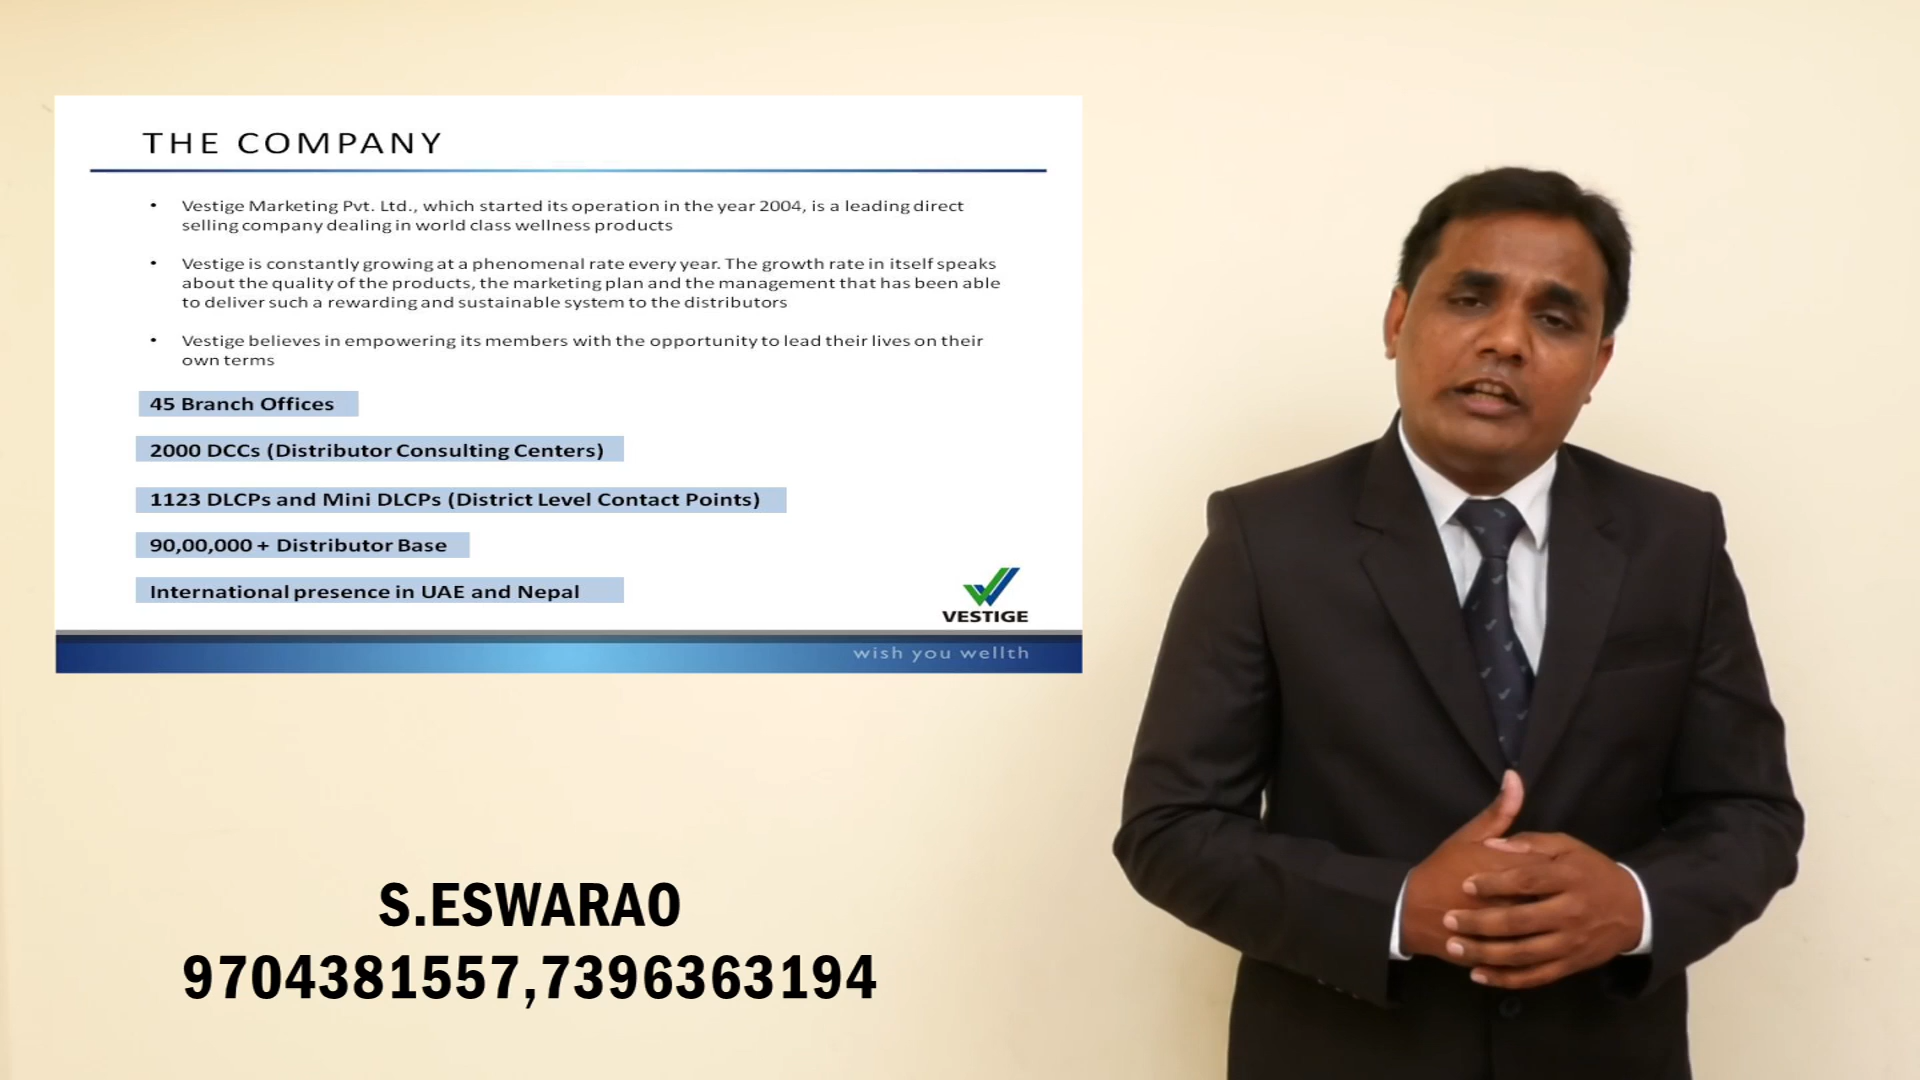 THE COMPANY
• Vestige Marketing Pvt. Ltd., which started its operation in the year 2004, is a leading direct
selling company dealing in world class wellness products
• Vestige is constantly growing at a phenomenal rate every year. The growth rate in itself speaks
about the quality of the products, the marketing plan and the management that has been able
to deliver such a rewarding and sustainable system to the distributors
• Vestige believes in empowering its members with the opportunity to lead their lives on their
own terms
45 Branch Offices
2000 DCCs (Distributor Consulting Centers)
1123 DLCPs and Mini DLCPs (District Level Contact Points)
90,00,000 + Distributor Base
International presence in UAE and Nepal
VESTIGE
wish you wellth
S.ESWARAO
9704381557,7396363194